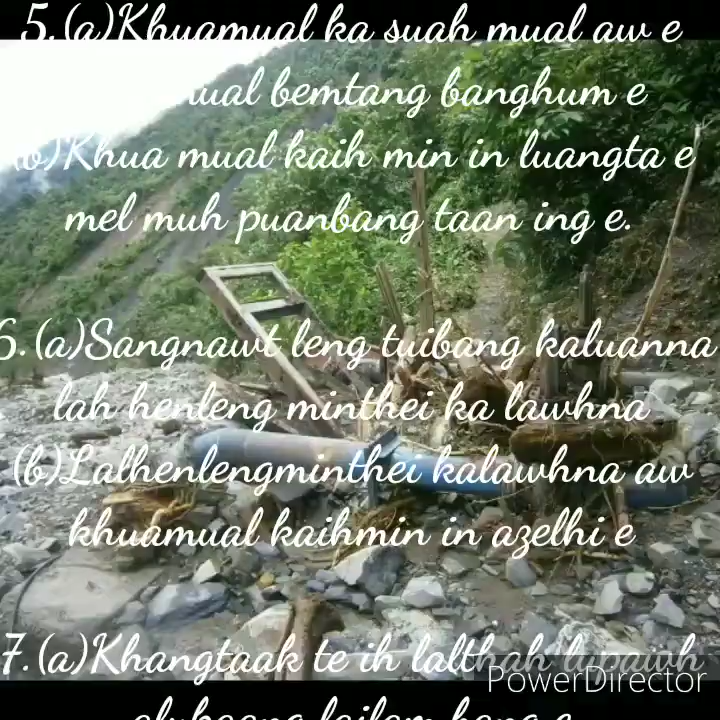 5.(a)Khuamual ka suah mual aw e
bemtang banghum e
(b)Khua mual kaih min in luangta e
mel muh puanbang taan ing e.
6.(a)Sangnawt leng tuibang kaluanna
lah henleng minthei ka lawhna
(b)Lalhenlengminthei kalawhna aw
khuamual kaihmin in azelhi e
7.(a)Khangtaak te ih lalthah
PowerDirector